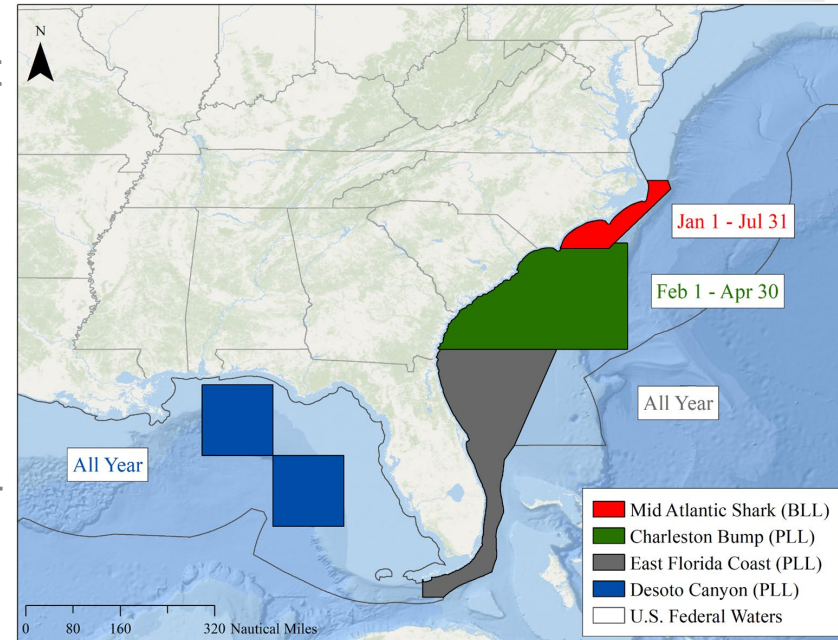 N
Jan 1 - Jul 31
Feb 1 - Apr 30
All Year
All Year
Mid Atlantic Shark (BLL)
Charleston Bump (PLL)
East Florida Coast (PLL)
Desoto Canyon (PLL)
U.S. Federal Waters
0 80 160 320 Nautical Miles